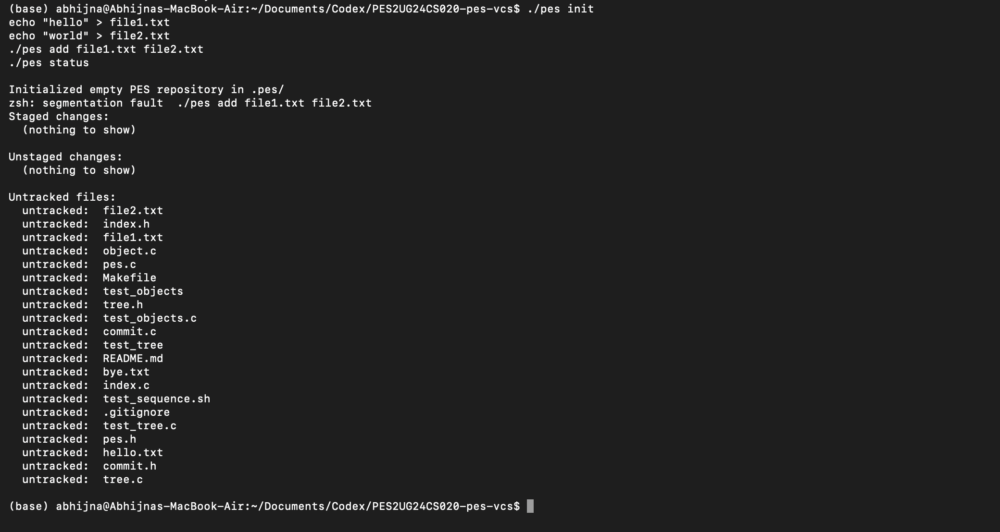 (base) abhijna@Abhijnas-MacBook-Air:~/Documents/Codex/PES2UG24CS020-pes-vcs$ ./pes init
echo "hello" > file1.txt
echo "world" > file2.txt
./pes add file1.txt file2.txt
./pes status
Initialized empty PES repository in .pes/
zsh: segmentation fault  ./pes add file1.txt file2.txt
Staged changes:
  (nothing to show)
Unstaged changes:
  (nothing to show)
Untracked files:
  untracked:  file2.txt
  untracked:  index.h
  untracked:  file1.txt
  untracked:  object.c
  untracked:  pes.c
  untracked:  Makefile
  untracked:  test_objects
  untracked:  tree.h
  untracked:  test_objects.c
  untracked:  commit.c
  untracked:  test_tree
  untracked:  README.md
  untracked:  bye.txt
  untracked:  index.c
  untracked:  test_sequence.sh
  untracked:  .gitignore
  untracked:  test_tree.c
  untracked:  pes.h
  untracked:  hello.txt
  untracked:  commit.h
  untracked:  tree.c
(base) abhijna@Abhijnas-MacBook-Air:~/Documents/Codex/PES2UG24CS020-pes-vcs$